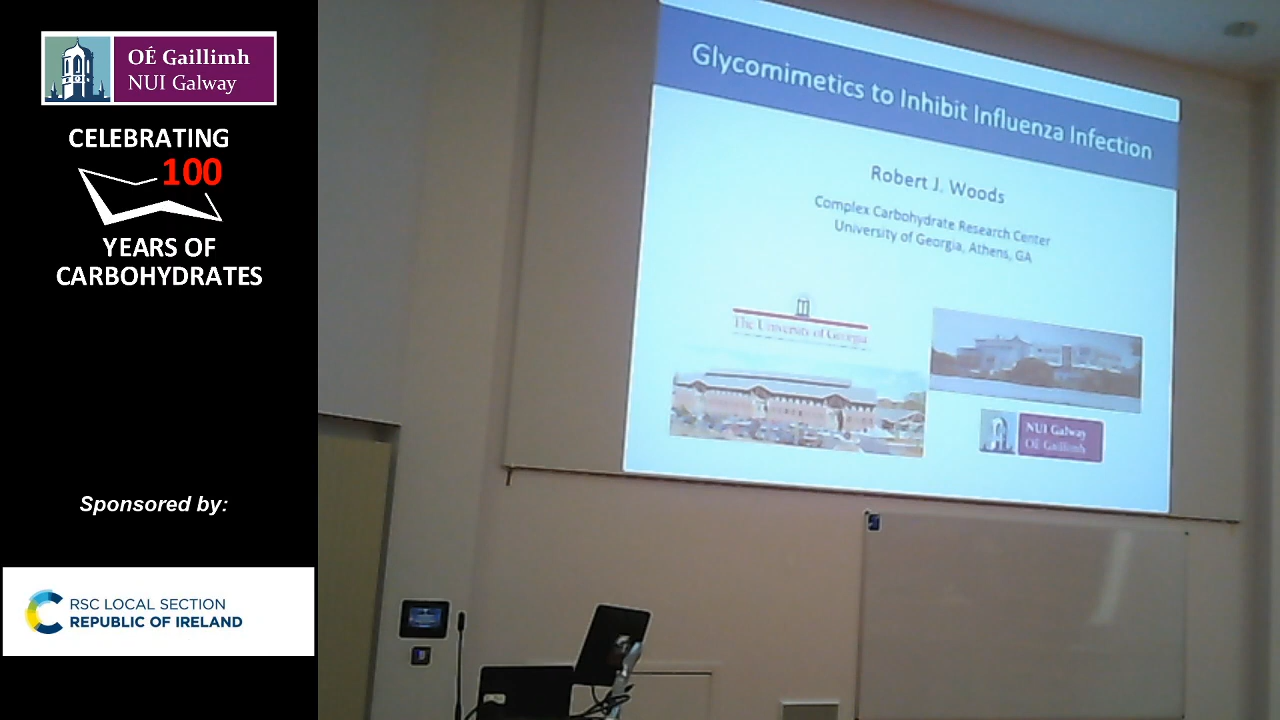 OÉ Gaillimh
NUI Galway
CELEBRATING
100
YEARS OF
CARBOHYDRATES
Sponsored by:
RSC LOCAL SECTION
REPUBLIC OF IRELAND
Glycomimetics to Inhibit Influenza Infection
Robert J. Woods
Complex Carbohydrate Research Center
University of Georgia, Athens, GA
The University of Georgia
NUI Galway
OÉ Gaillimh